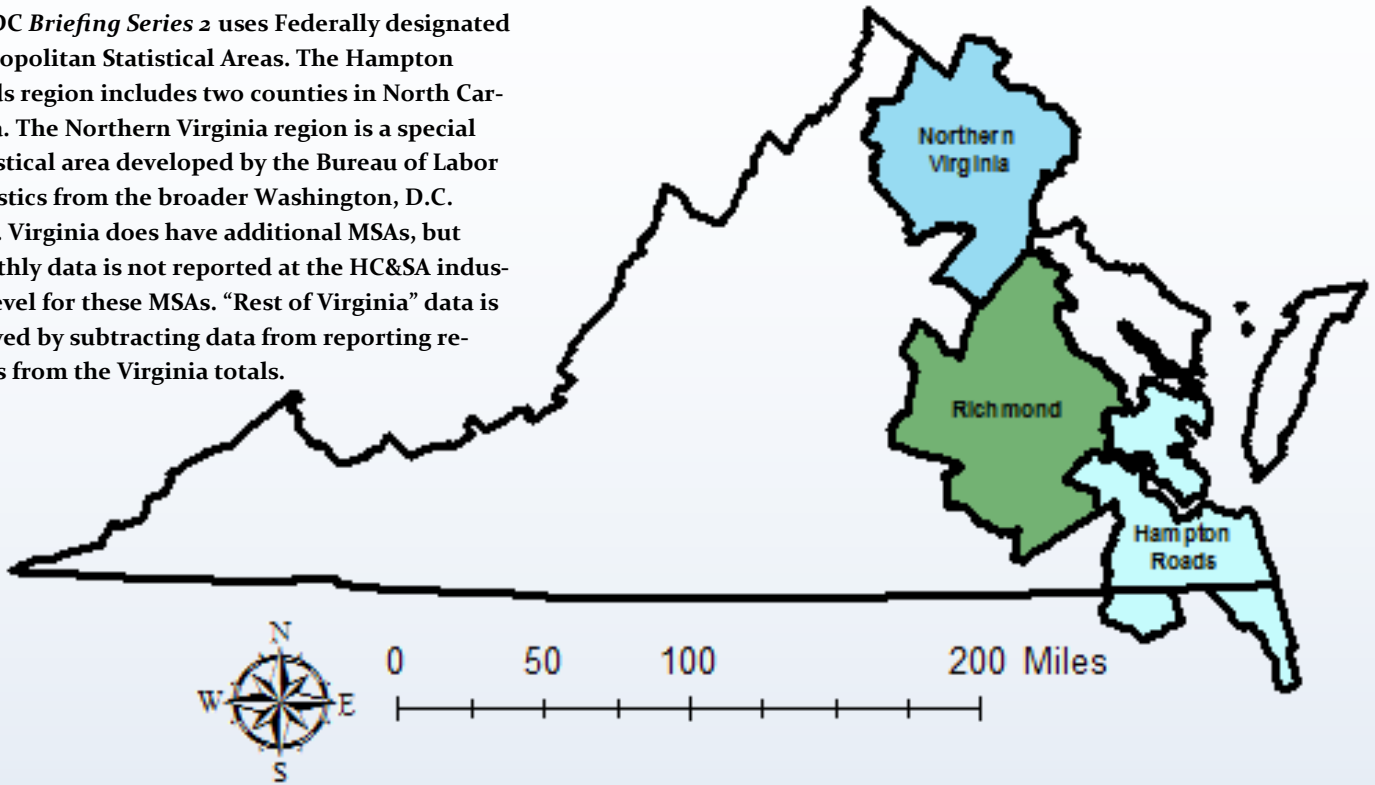 DC Briefing Series 2 uses Federally designated
opolitan Statistical Areas. The Hampton
ls region includes two counties in North Car-
. The Northern Virginia region is a special
istical area developed by the Bureau of Labor
stics from the broader Washington, D.C.
. Virginia does have additional MSAs, but
thly data is not reported at the HC&SA indus-
evel for these MSAs. “Rest of Virginia” data is
ved by subtracting data from reporting re-
s from the Virginia totals.
Northern
Virginia
Richmond
Hampton
Roads
N
W E
S
0 50 100 200 Miles